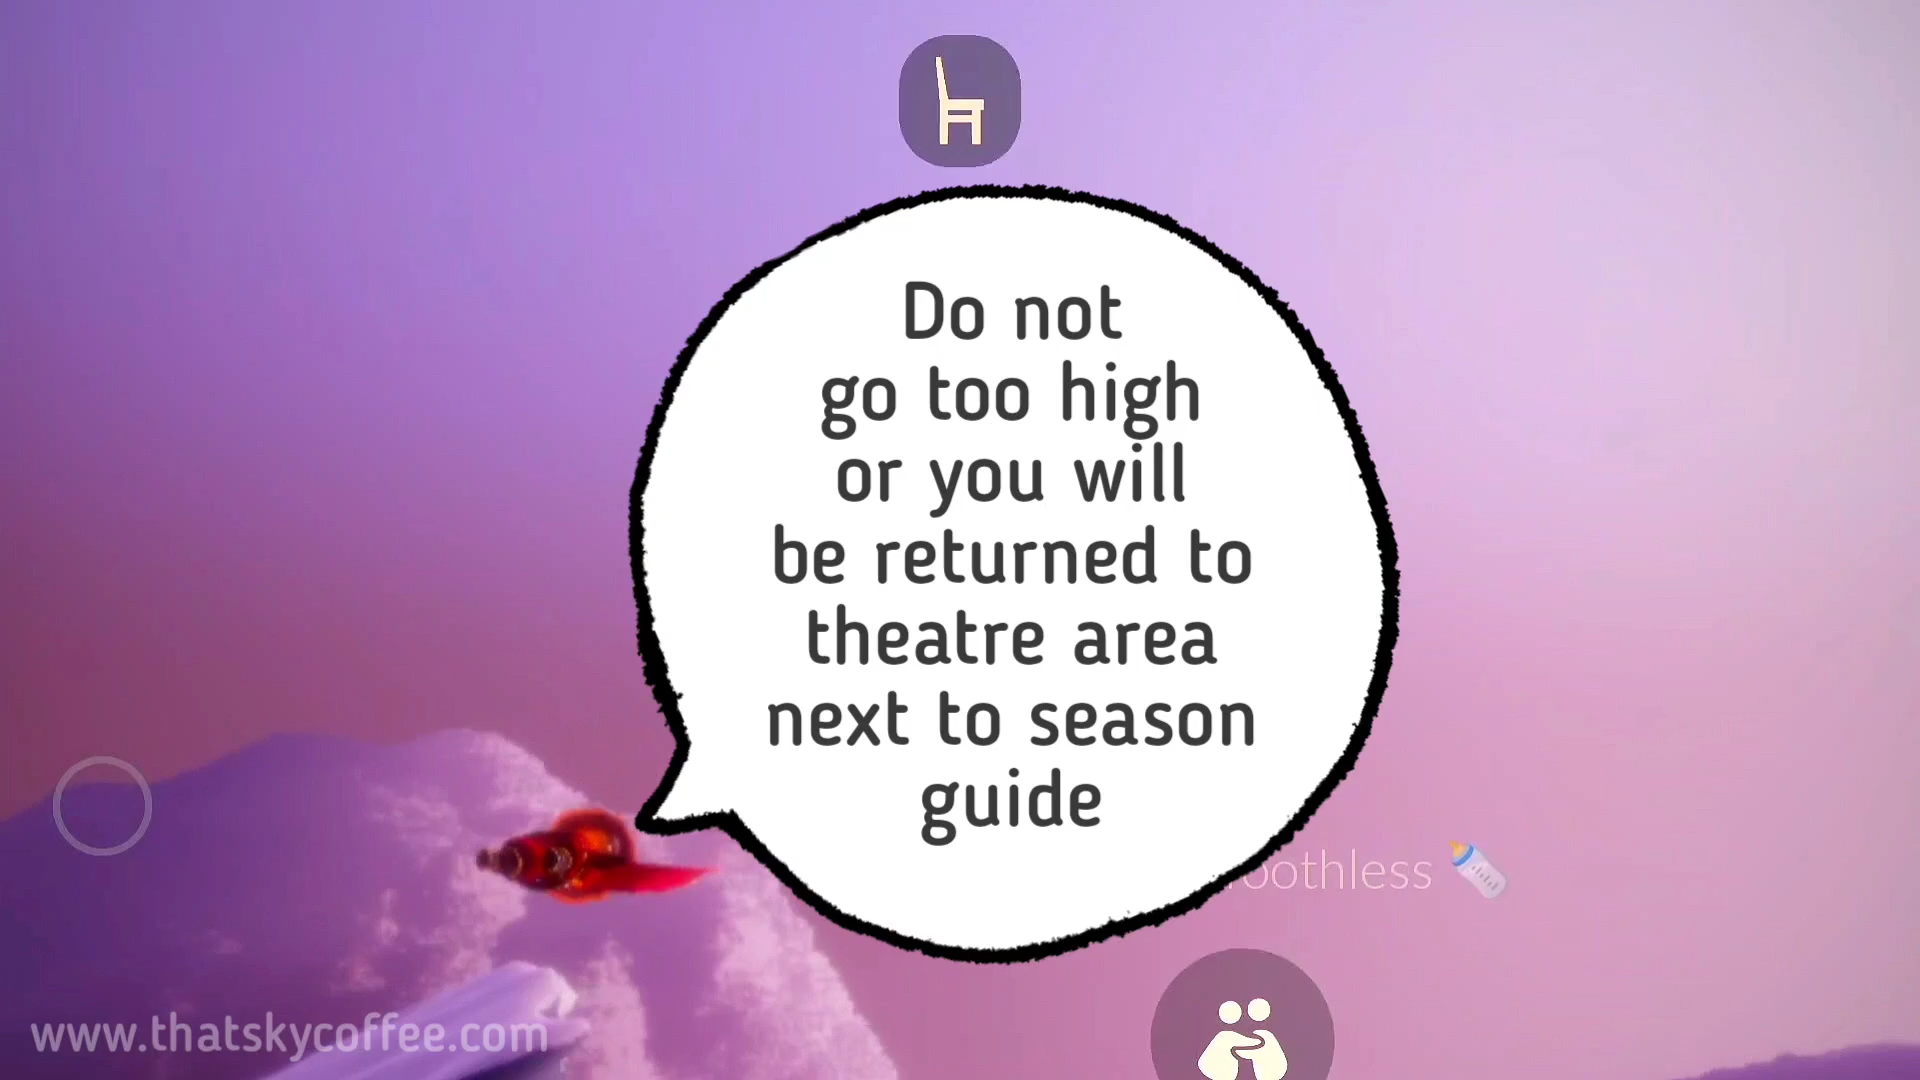 Do not
go too high
or you will
be returned to
theatre area
next to season
guide
oothless
www.thatskycoffee.com